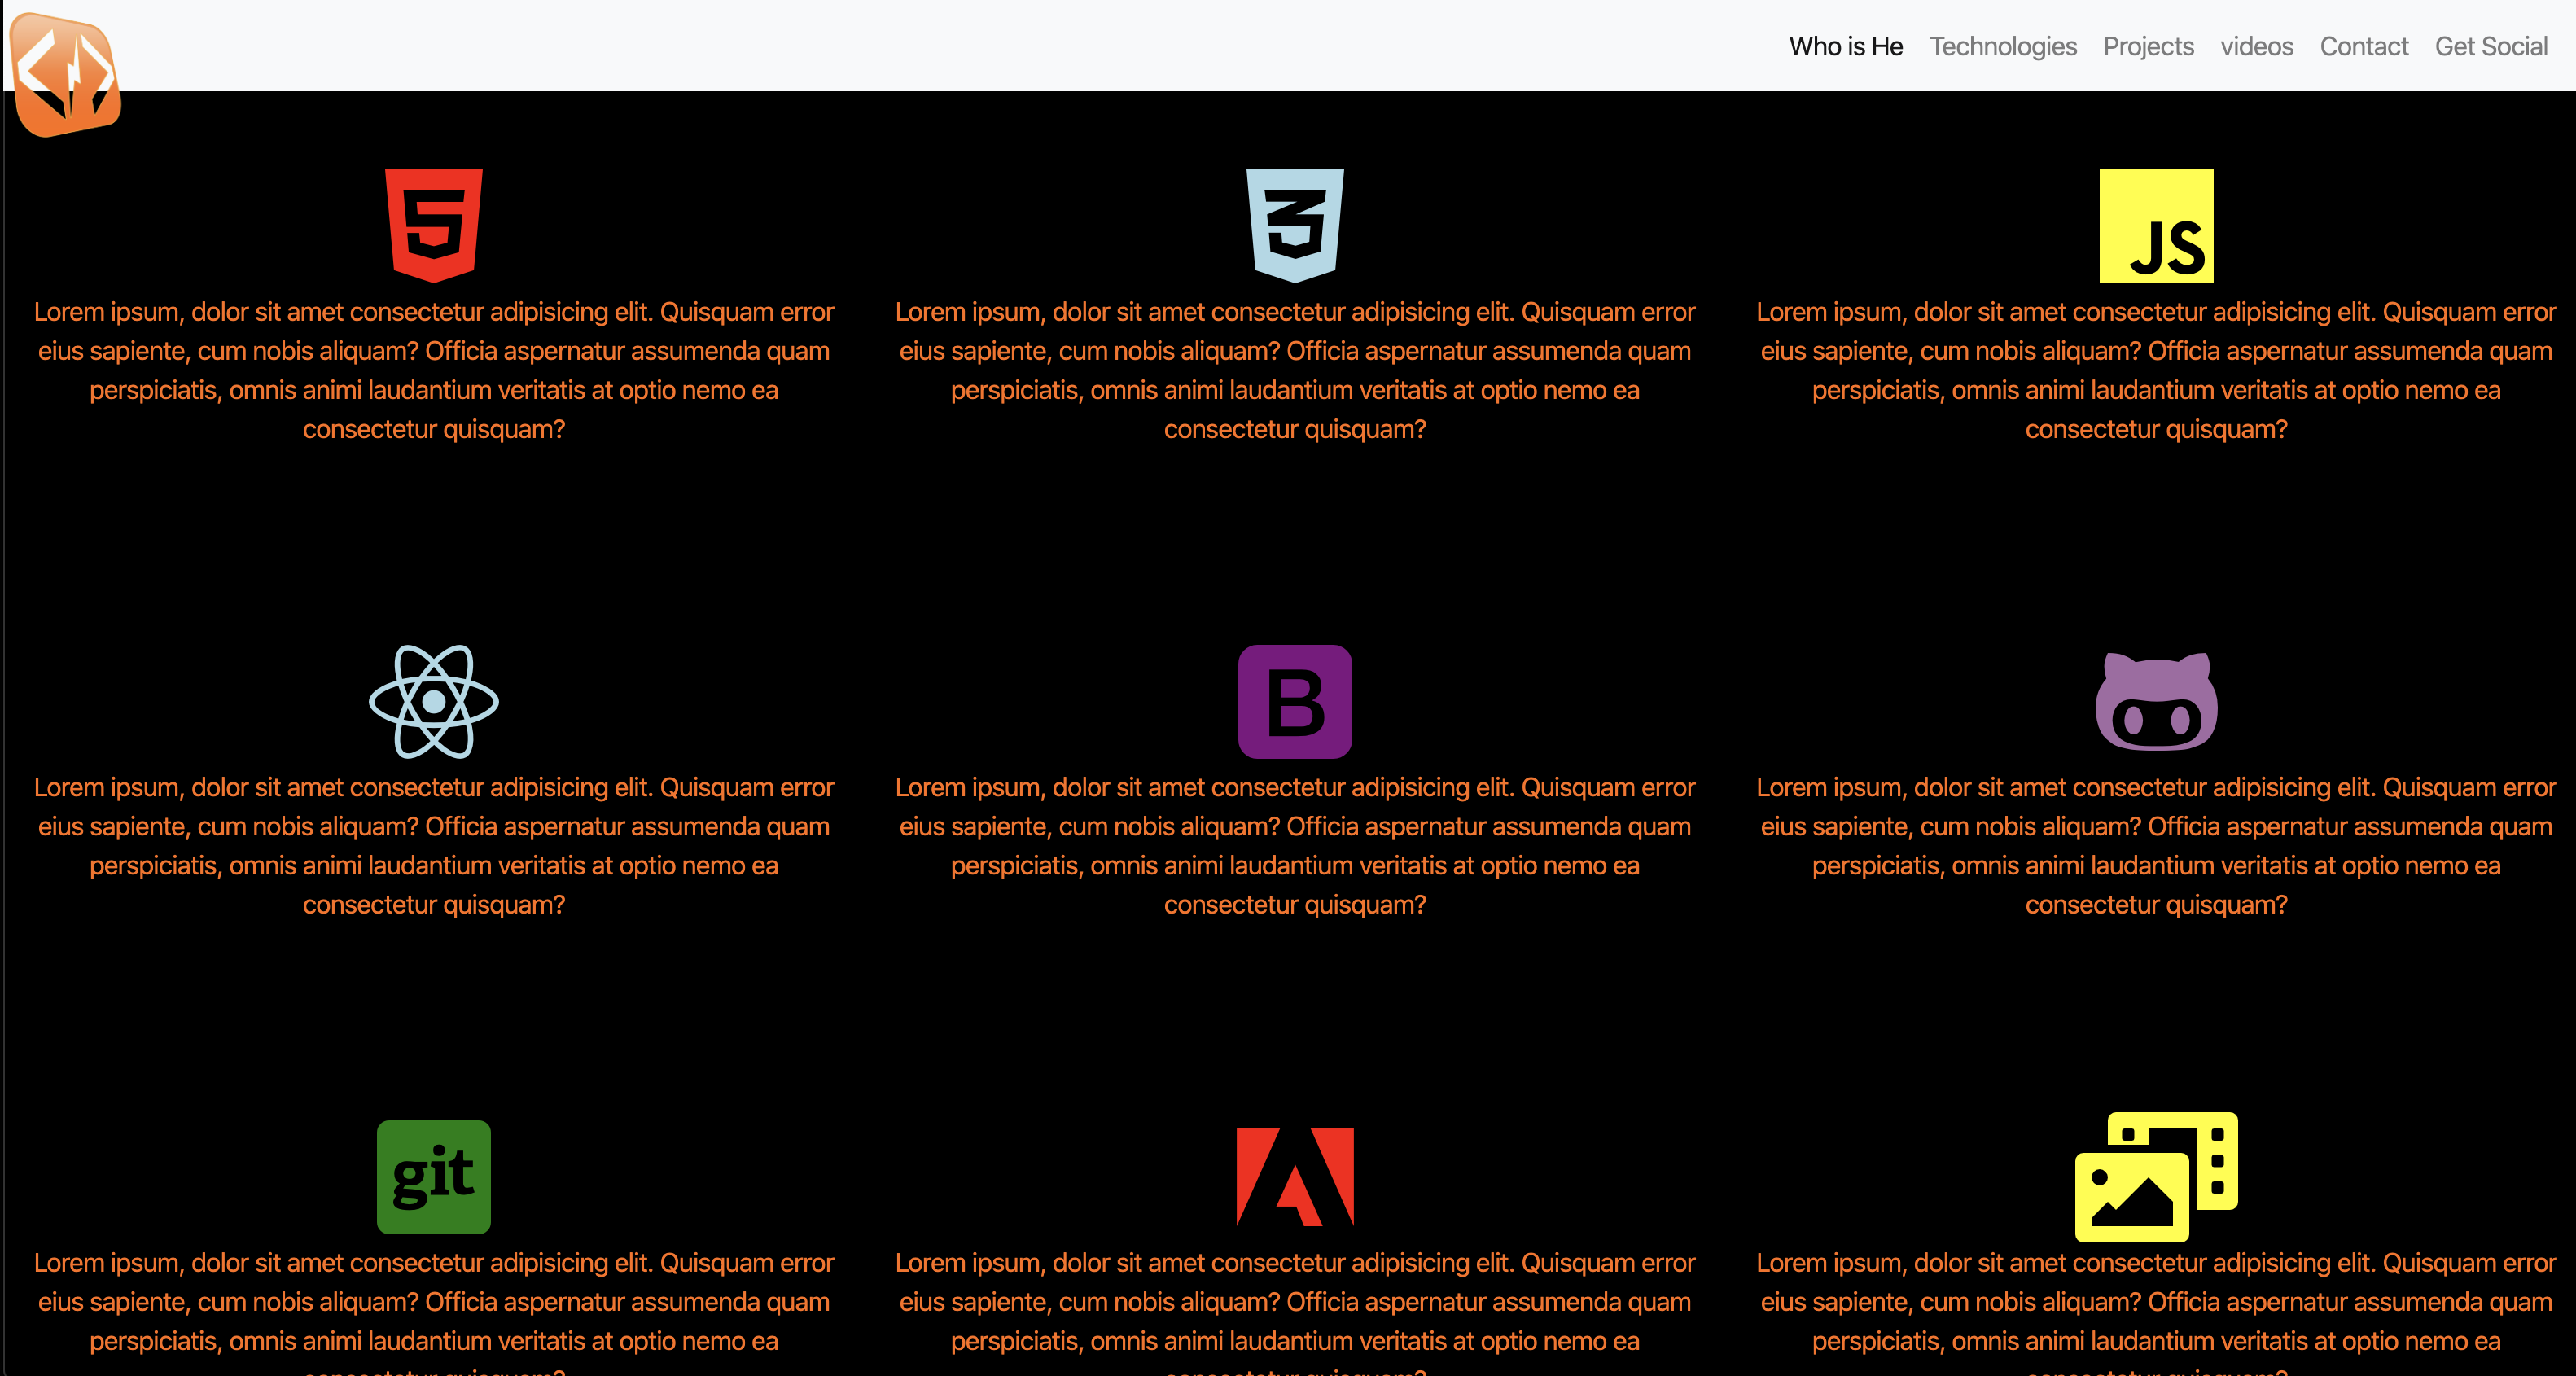 Who is He Technologies Projects videos Contact Get Social
5
3
JS
Lorem ipsum, dolor sit amet consectetur adipisicing elit. Quisquam error
eius sapiente, cum nobis aliquam? Officia aspernatur assumenda quam
perspiciatis, omnis animi laudantium veritatis at optio nemo ea
consectetur quisquam?
Lorem ipsum, dolor sit amet consectetur adipisicing elit. Quisquam error
eius sapiente, cum nobis aliquam? Officia aspernatur assumenda quam
perspiciatis, omnis animi laudantium veritatis at optio nemo ea
consectetur quisquam?
Lorem ipsum, dolor sit amet consectetur adipisicing elit. Quisquam error
eius sapiente, cum nobis aliquam? Officia aspernatur assumenda quam
perspiciatis, omnis animi laudantium veritatis at optio nemo ea
consectetur quisquam?
B
Lorem ipsum, dolor sit amet consectetur adipisicing elit. Quisquam error
eius sapiente, cum nobis aliquam? Officia aspernatur assumenda quam
perspiciatis, omnis animi laudantium veritatis at optio nemo ea
consectetur quisquam?
Lorem ipsum, dolor sit amet consectetur adipisicing elit. Quisquam error
eius sapiente, cum nobis aliquam? Officia aspernatur assumenda quam
perspiciatis, omnis animi laudantium veritatis at optio nemo ea
consectetur quisquam?
Lorem ipsum, dolor sit amet consectetur adipisicing elit. Quisquam error
eius sapiente, cum nobis aliquam? Officia aspernatur assumenda quam
perspiciatis, omnis animi laudantium veritatis at optio nemo ea
consectetur quisquam?
git
Lorem ipsum, dolor sit amet consectetur adipisicing elit. Quisquam error
eius sapiente, cum nobis aliquam? Officia aspernatur assumenda quam
perspiciatis, omnis animi laudantium veritatis at optio nemo ea
Lorem ipsum, dolor sit amet consectetur adipisicing elit. Quisquam error
eius sapiente, cum nobis aliquam? Officia aspernatur assumenda quam
perspiciatis, omnis animi laudantium veritatis at optio nemo ea
Lorem ipsum, dolor sit amet consectetur adipisicing elit. Quisquam error
eius sapiente, cum nobis aliquam? Officia aspernatur assumenda quam
perspiciatis, omnis animi laudantium veritatis at optio nemo ea